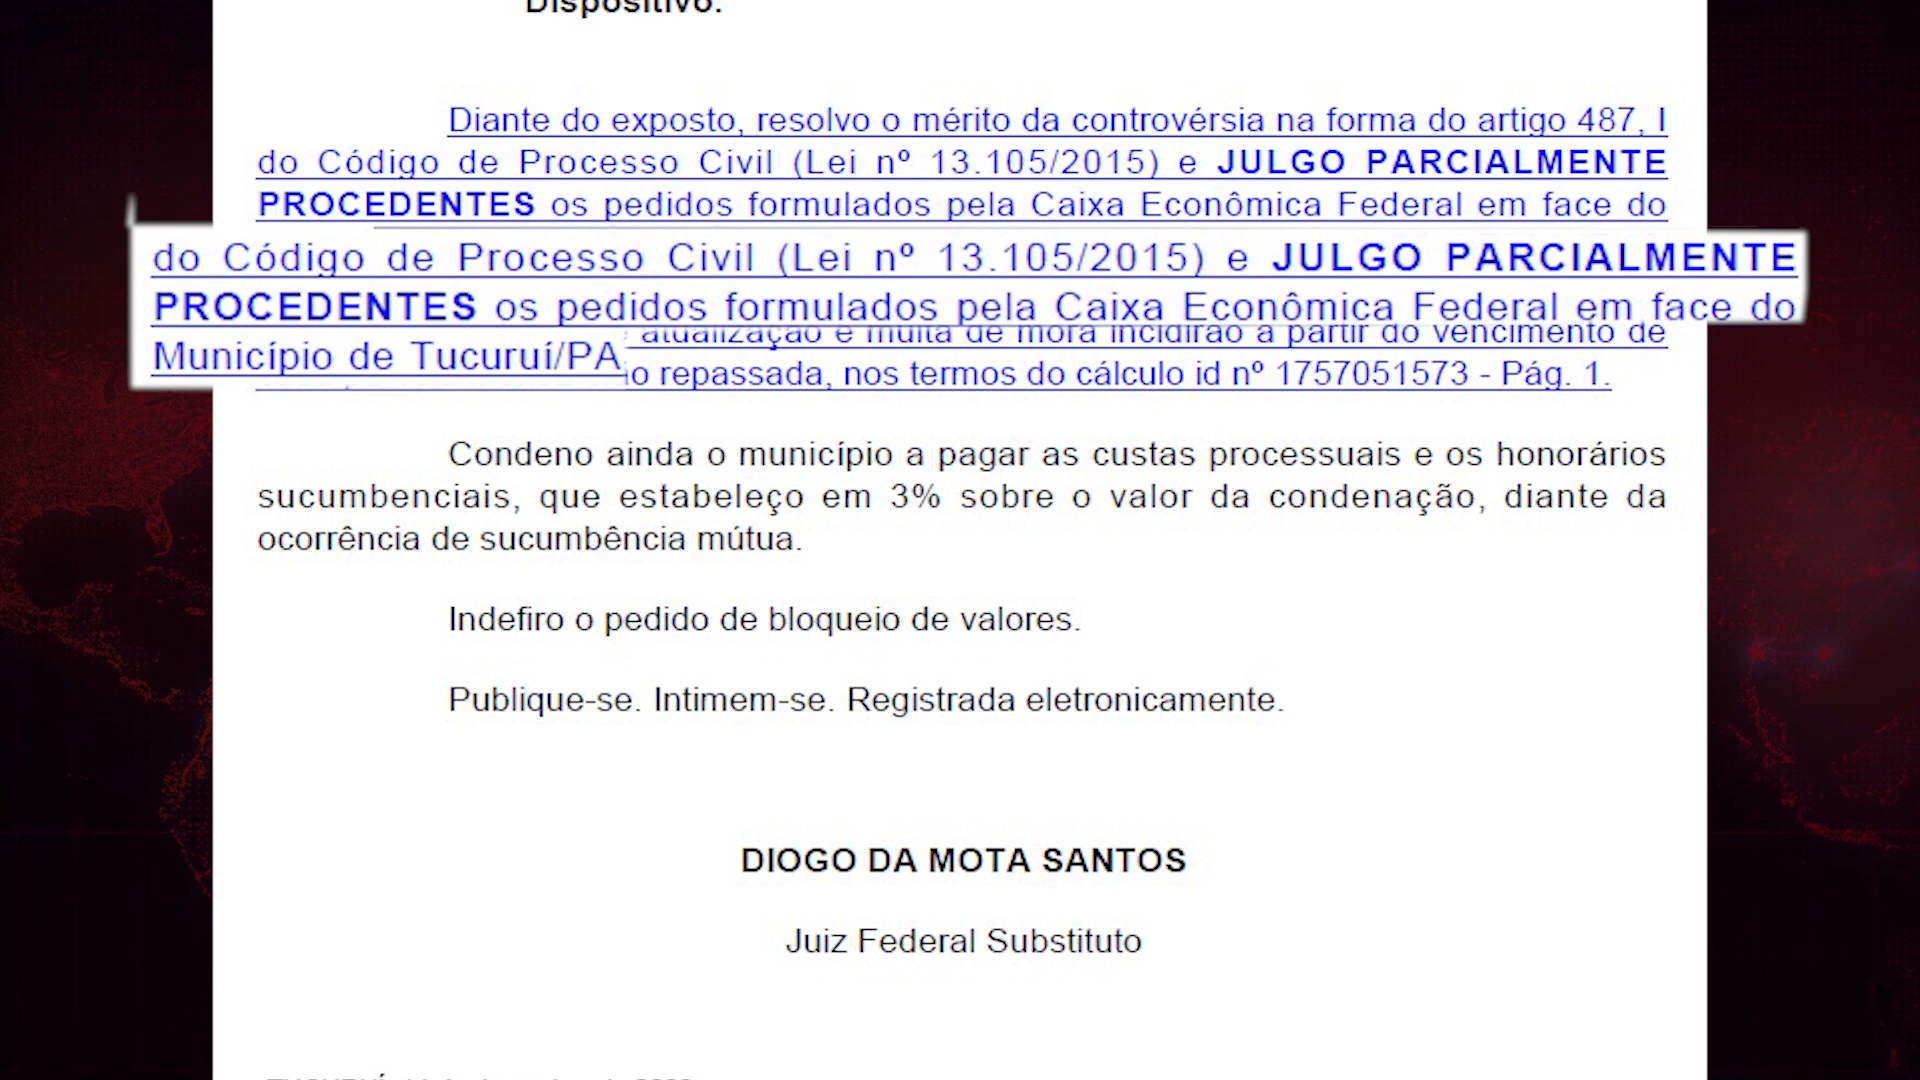 Dispositivo.
Diante do exposto, resolvo o mérito da controvérsia na forma do artigo 487, I
do Código de Processo Civil (Lei nº 13.105/2015) e JULGO PARCIALMENTE
PROCEDENTES os pedidos formulados pela Caixa Econômica Federal em face do
do Código de Processo Civil (Lei nº 13.105/2015) e JULGO PARCIALMENTE
PROCEDENTES os pedidos formulados pela Caixa Econômica Federal em face do
Município de Tucuruí/PA
atualização e multa de mora incidirão a partir do vencimento de
repassada, nos termos do cálculo id nº 1757051573 - Pág. 1.
Condeno ainda o município a pagar as custas processuais e os honorários
sucumbenciais, que estabeleço em 3% sobre o valor da condenação, diante da
ocorrência de sucumbência mútua.
Indefiro o pedido de bloqueio de valores.
Publique-se. Intimem-se. Registrada eletronicamente.
DIOGO DA MOTA SANTOS
Juiz Federal Substituto